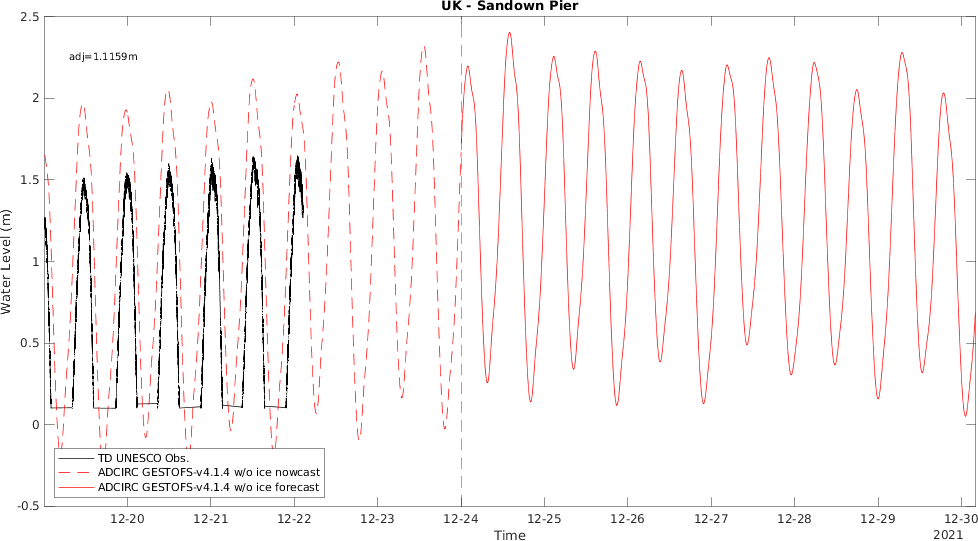 UK - Sandown Pier
2.5
adj=1.1159m
2
1.5
1
0.5
0
-0.5
Water Level (m)
TD UNESCO Obs.
ADCIRC GESTOFS-v4.1.4 w/o ice nowcast
ADCIRC GESTOFS-v4.1.4 w/o ice forecast
12-20 12-21 12-22 12-23 12-24 12-25 12-26 12-27 12-28 12-29 12-30
Time
2021